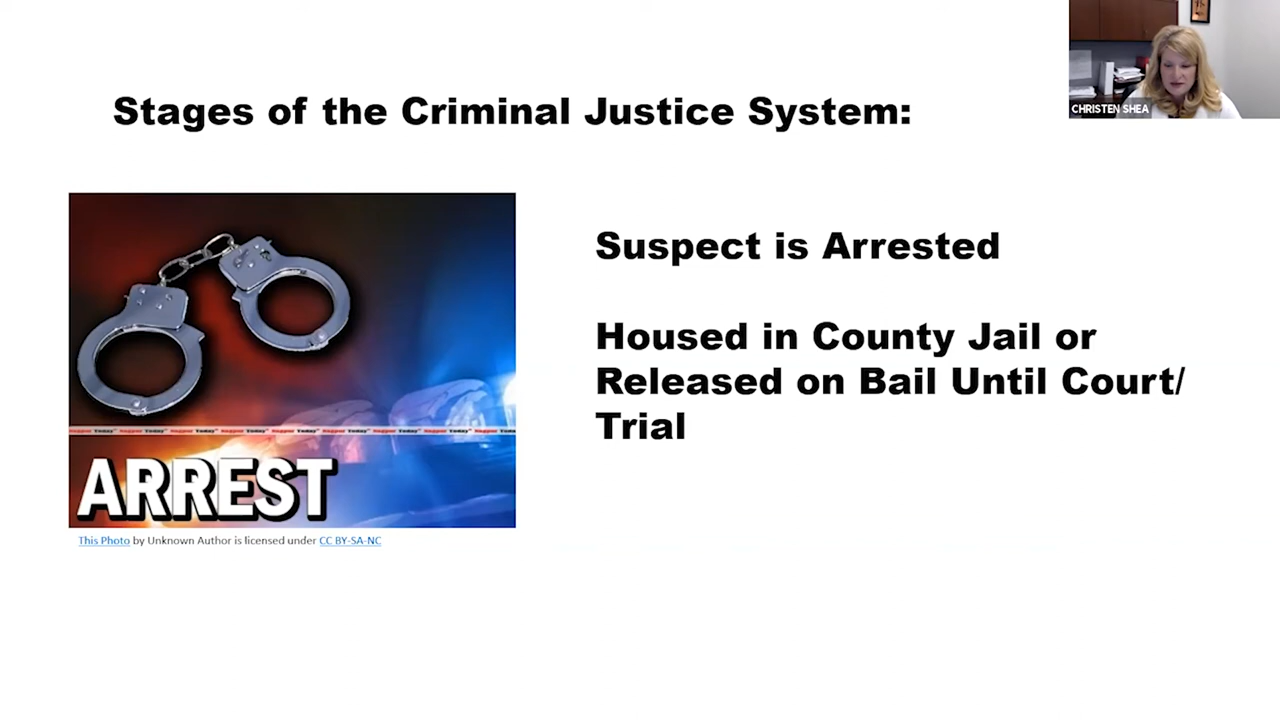 CHRISTEN SHEA
Stages of the Criminal Justice System:
Suspect is Arrested
Housed in County Jail or
Released on Bail Until Court/
Trial
ARREST
This Photo by Unknown Author is licensed under CC BY-SA-NC